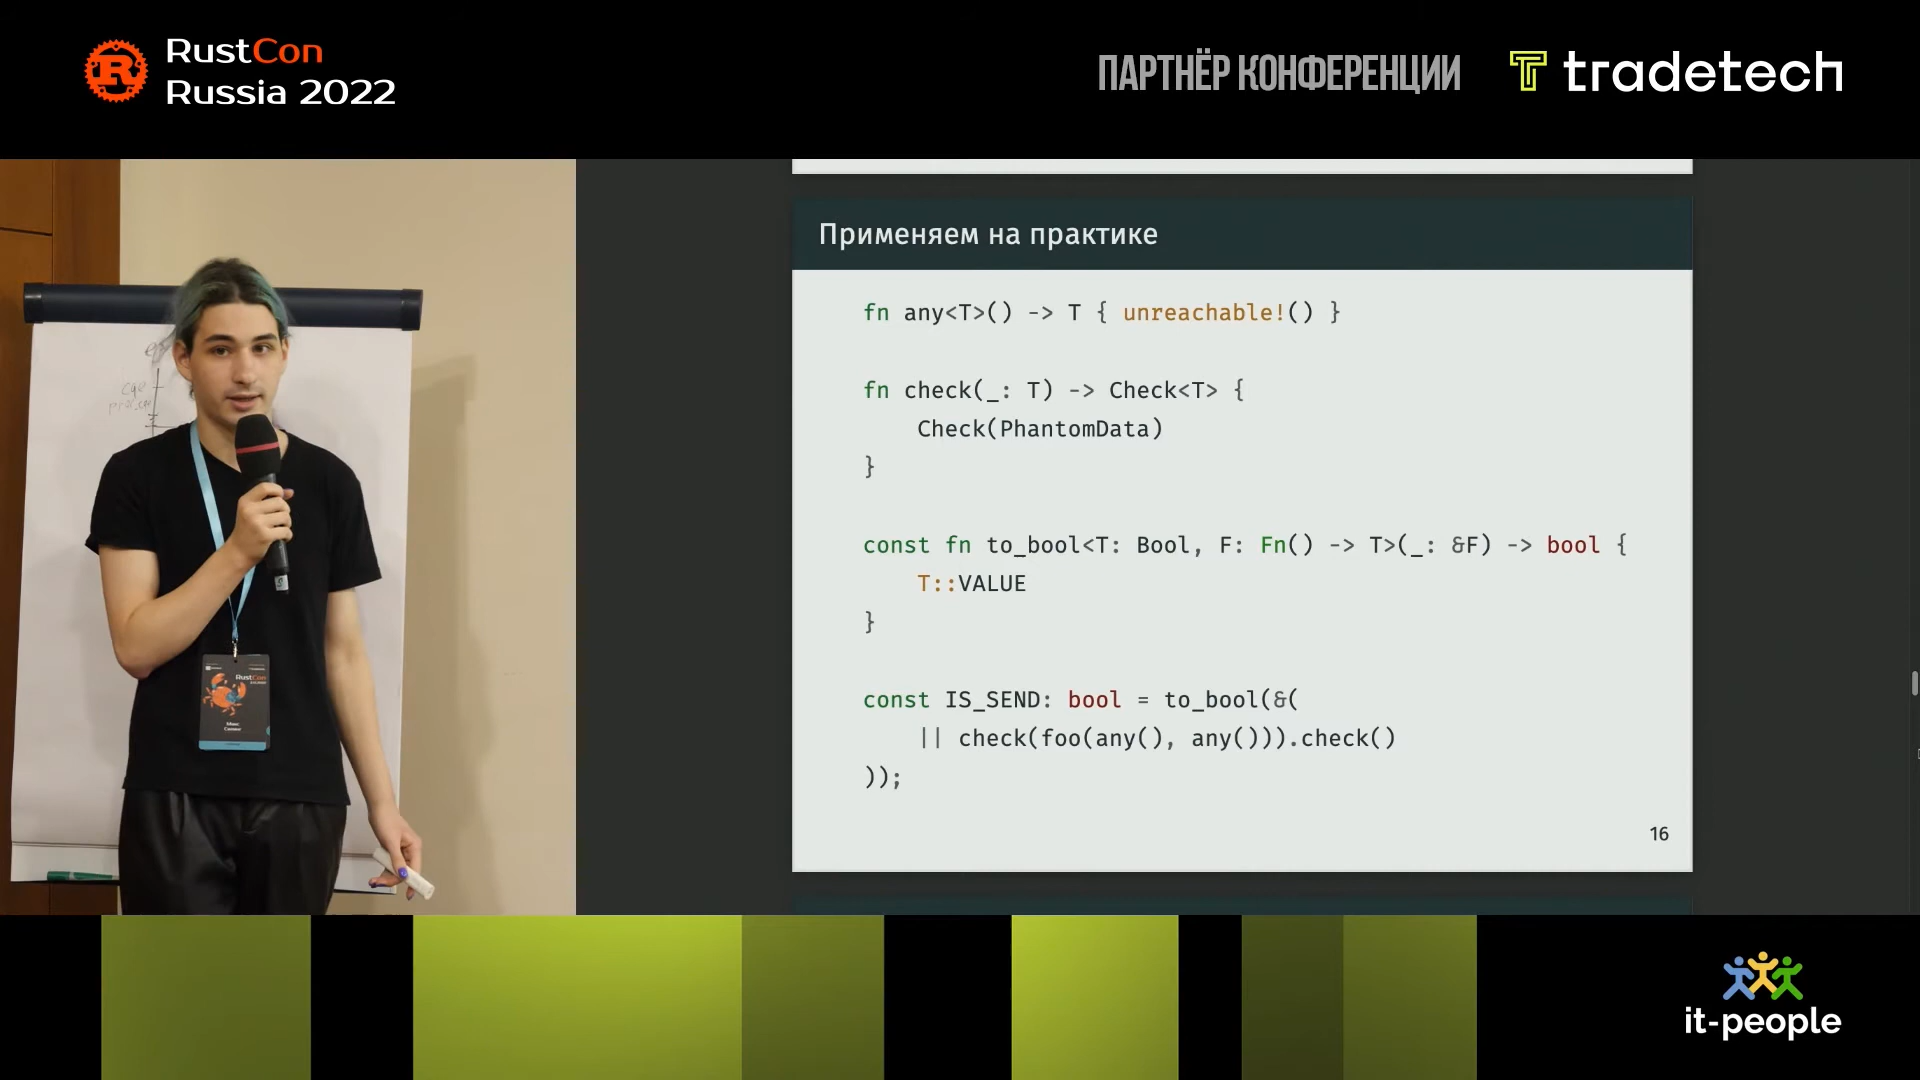 RustCon
Russia 2022
ПАРТНЁР КОНФЕРЕНЦИИ
tradetech
Применяем на практике
fn any<T>() -> T { unreachable!() }
fn check(_: T) -> Check<T> {
    Check(PhantomData)
}
const fn to_bool<T: Bool, F: Fn() -> T>(_: &F) -> bool {
    T::VALUE
}
const IS_SEND: bool = to_bool(&(
    || check(foo(any(), any())).check()
));
16
RustCon
it-people